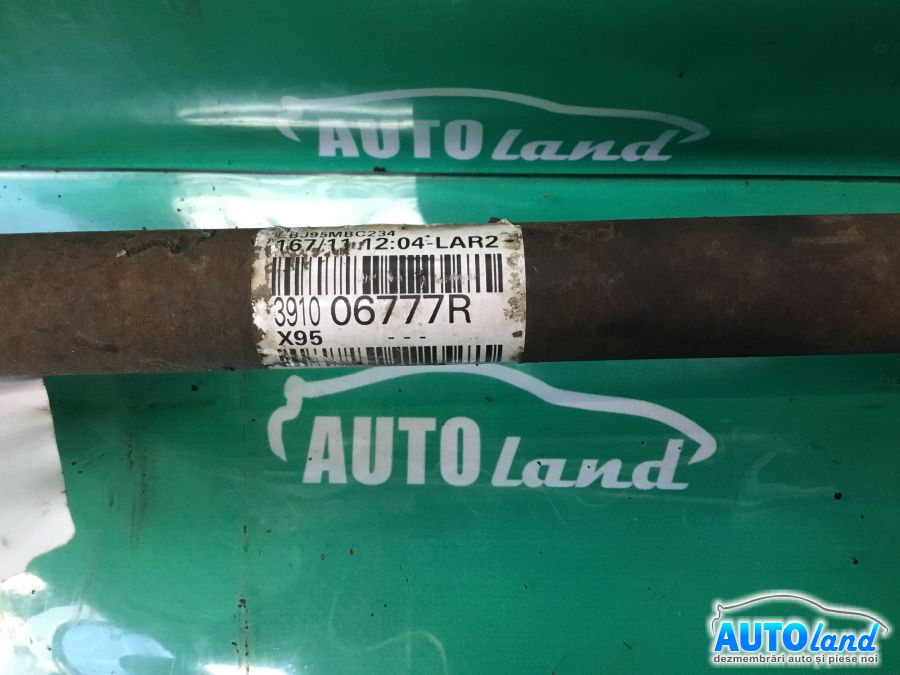 AUTO land
BJ95MBC234
167/11 12:04-LAR2
3910 06777R
X95 ---
AUTO land
AUTOland
dezmembrări auto și piese noi